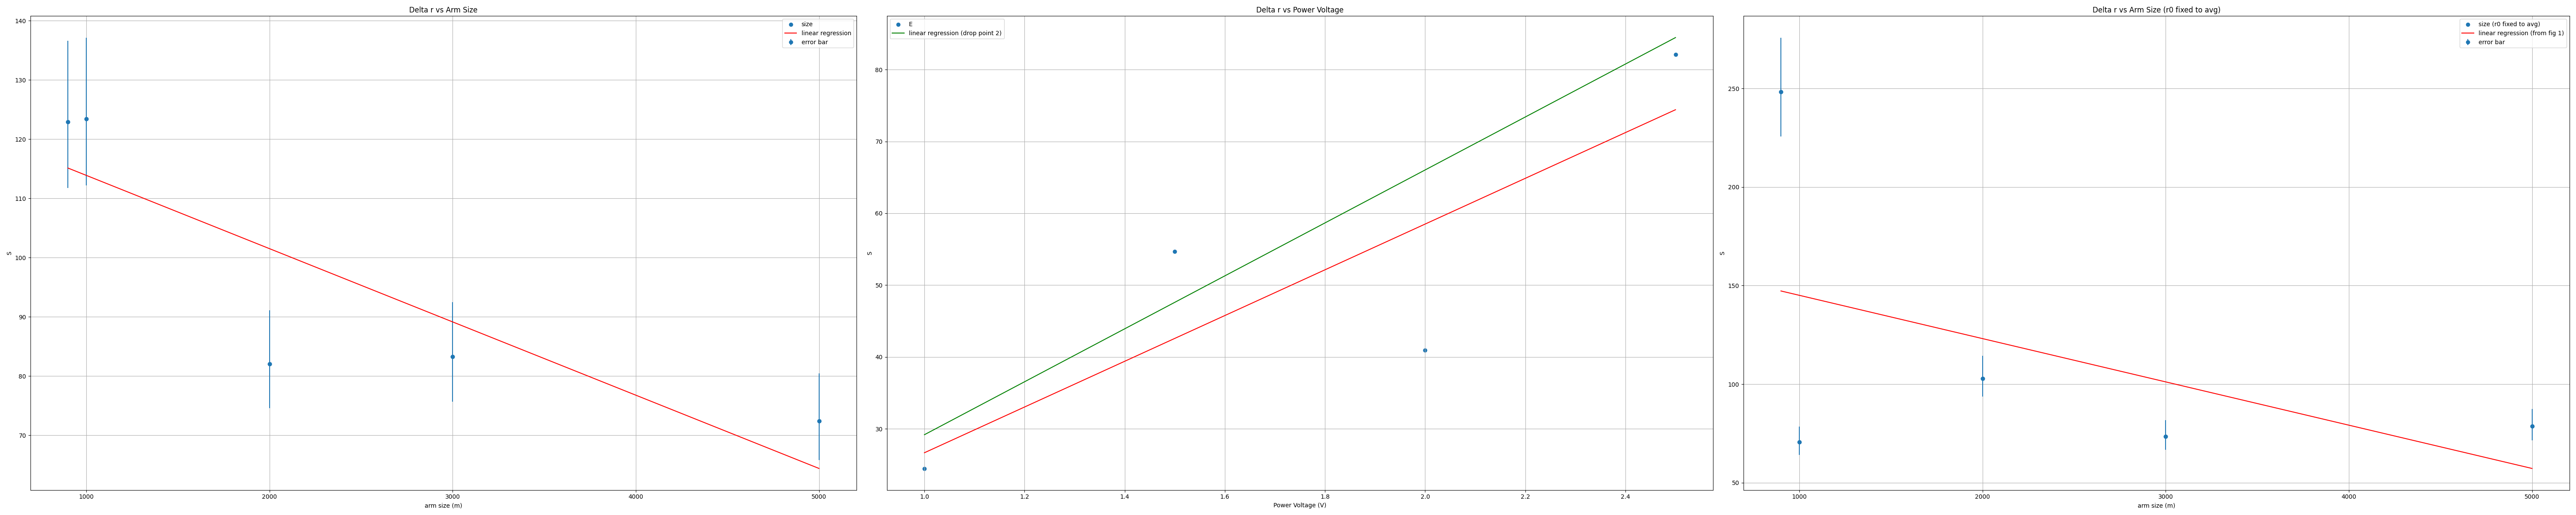 Delta r vs Arm Size
140
130
120
110
100
90
80
70
S
1000
2000
3000
4000
5000
arm size (m)
size
linear regression
error bar
Delta r vs Power Voltage
80
70
60
50
40
30
S
1.0
1.2
1.4
1.6
1.8
2.0
2.2
2.4
Power Voltage (V)
E
linear regression (drop point 2)
Delta r vs Arm Size (r0 fixed to avg)
250
200
150
100
50
S
1000
2000
3000
4000
5000
arm size (m)
size (r0 fixed to avg)
linear regression (from fig 1)
error bar